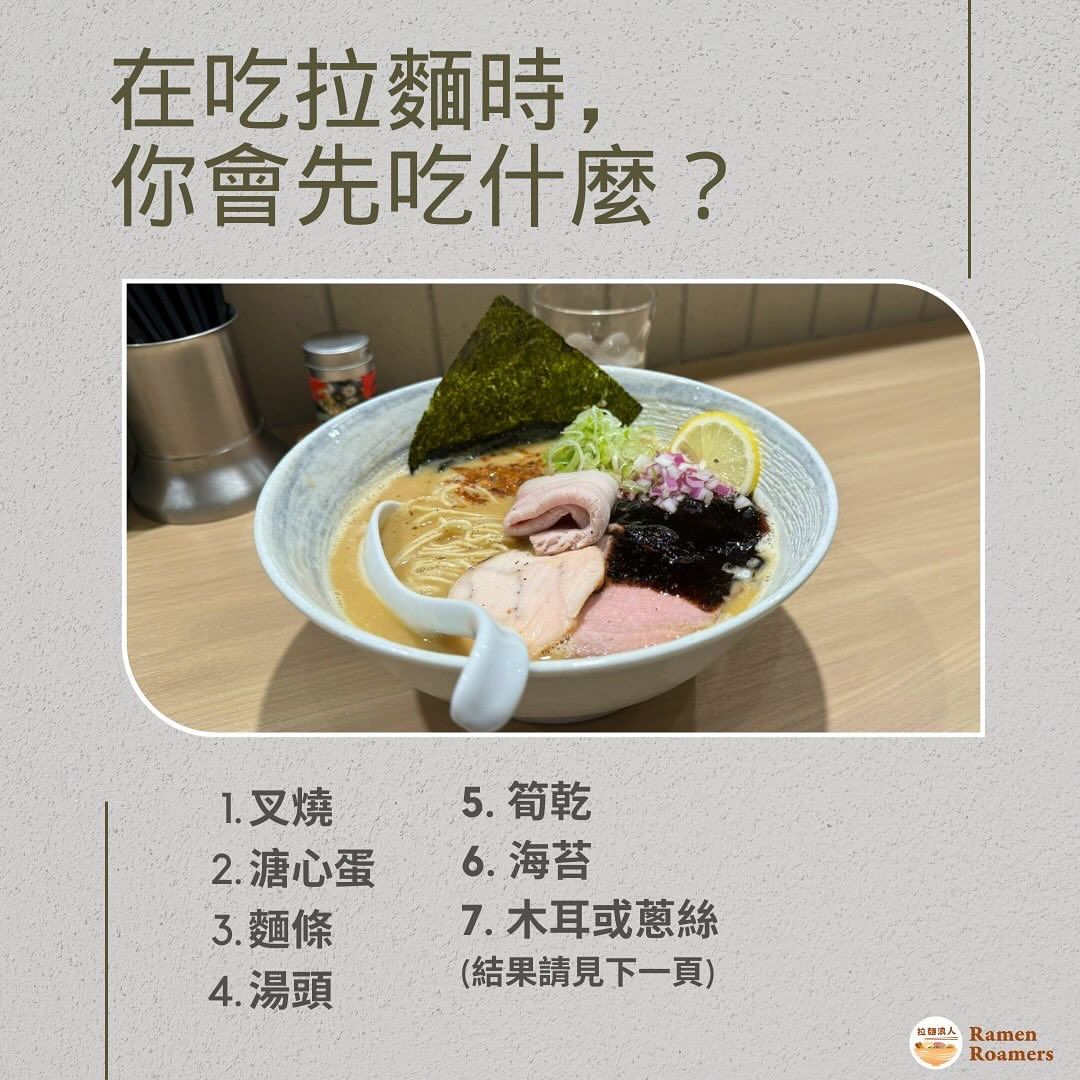 在吃拉麵時，
你會先吃什麼？
1. 叉燒
2. 溏心蛋
3. 麵條
4. 湯頭
5. 筍乾
6. 海苔
7. 木耳或蔥絲
(結果請見下一頁)
拉麵浪人
Ramen
Roamers